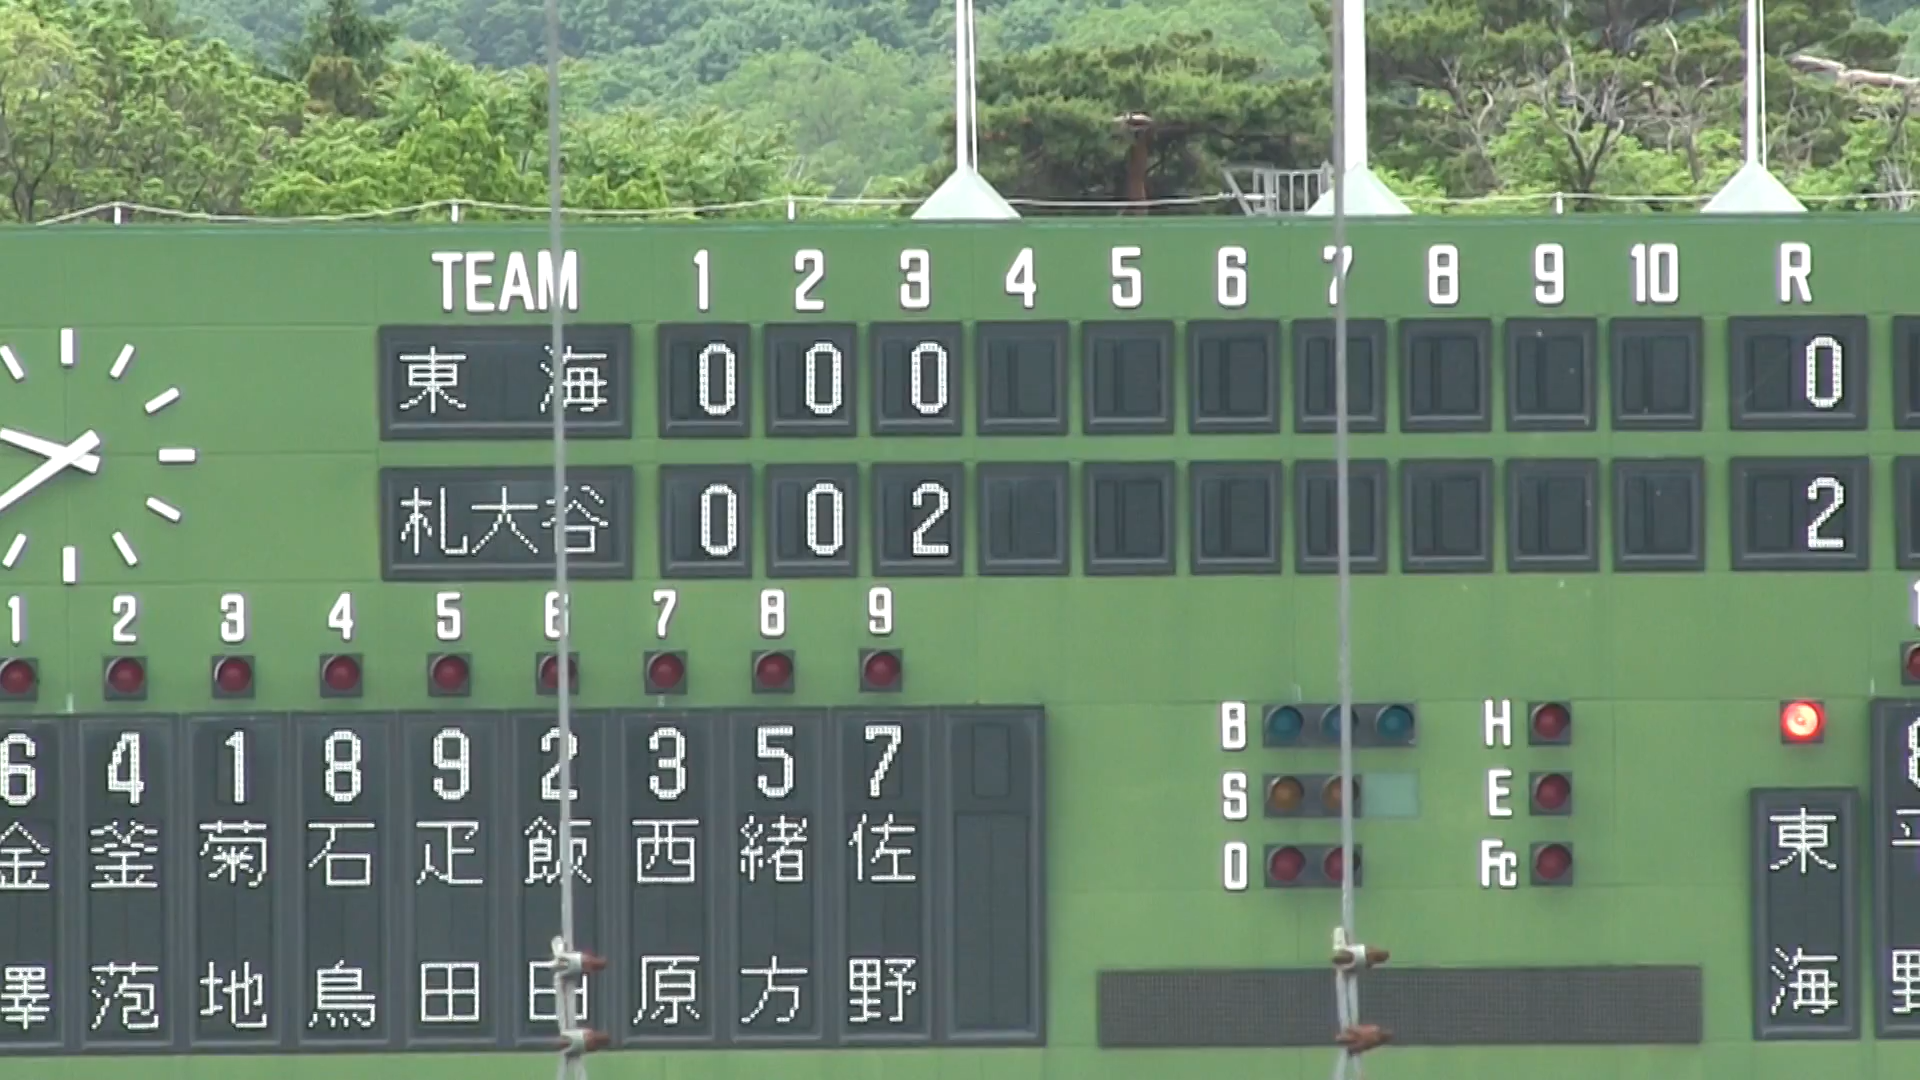 TEAM 1 2 3 4 5 6 7 8 9 10 R
東海 0 0 0 0
札大谷 0 0 2 2
1 2 3 4 5 6 7 8 9
6 4 1 8 9 2 3 5 7
金澤
釜萢
菊地
石鳥
疋田
飯田
西原
緒方
佐野
B H
S E
O Fc
東海